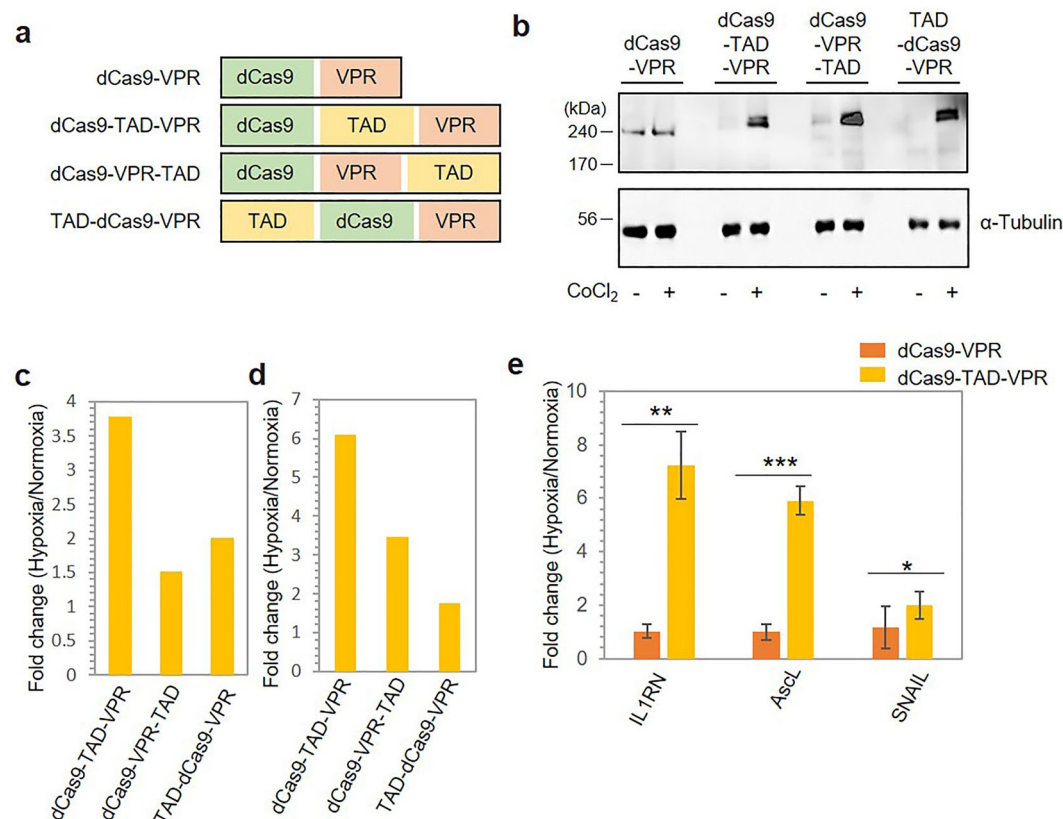 a
dCas9-VPR
dCas9
VPR
dCas9-TAD-VPR
dCas9
TAD
VPR
dCas9-VPR-TAD
dCas9
VPR
TAD
TAD-dCas9-VPR
TAD
dCas9
VPR
b
dCas9
-VPR
dCas9
-TAD
-VPR
dCas9
-VPR
-TAD
TAD
-dCas9
-VPR
(kDa)
240
170
56
α-Tubulin
CoCl2 - + - + - + - +
c
Fold change (Hypoxia/Normoxia)
4
3.5
3
2.5
2
1.5
1
0.5
0
dCas9-TAD-VPR
dCas9-VPR-TAD
TAD-dCas9-VPR
d
Fold change (Hypoxia/Normoxia)
7
6
5
4
3
2
1
0
dCas9-TAD-VPR
dCas9-VPR-TAD
TAD-dCas9-VPR
e
dCas9-VPR
dCas9-TAD-VPR
Fold change (Hypoxia/Normoxia)
10
8
6
4
2
0
**
***
*
IL1RN
AscL
SNAIL